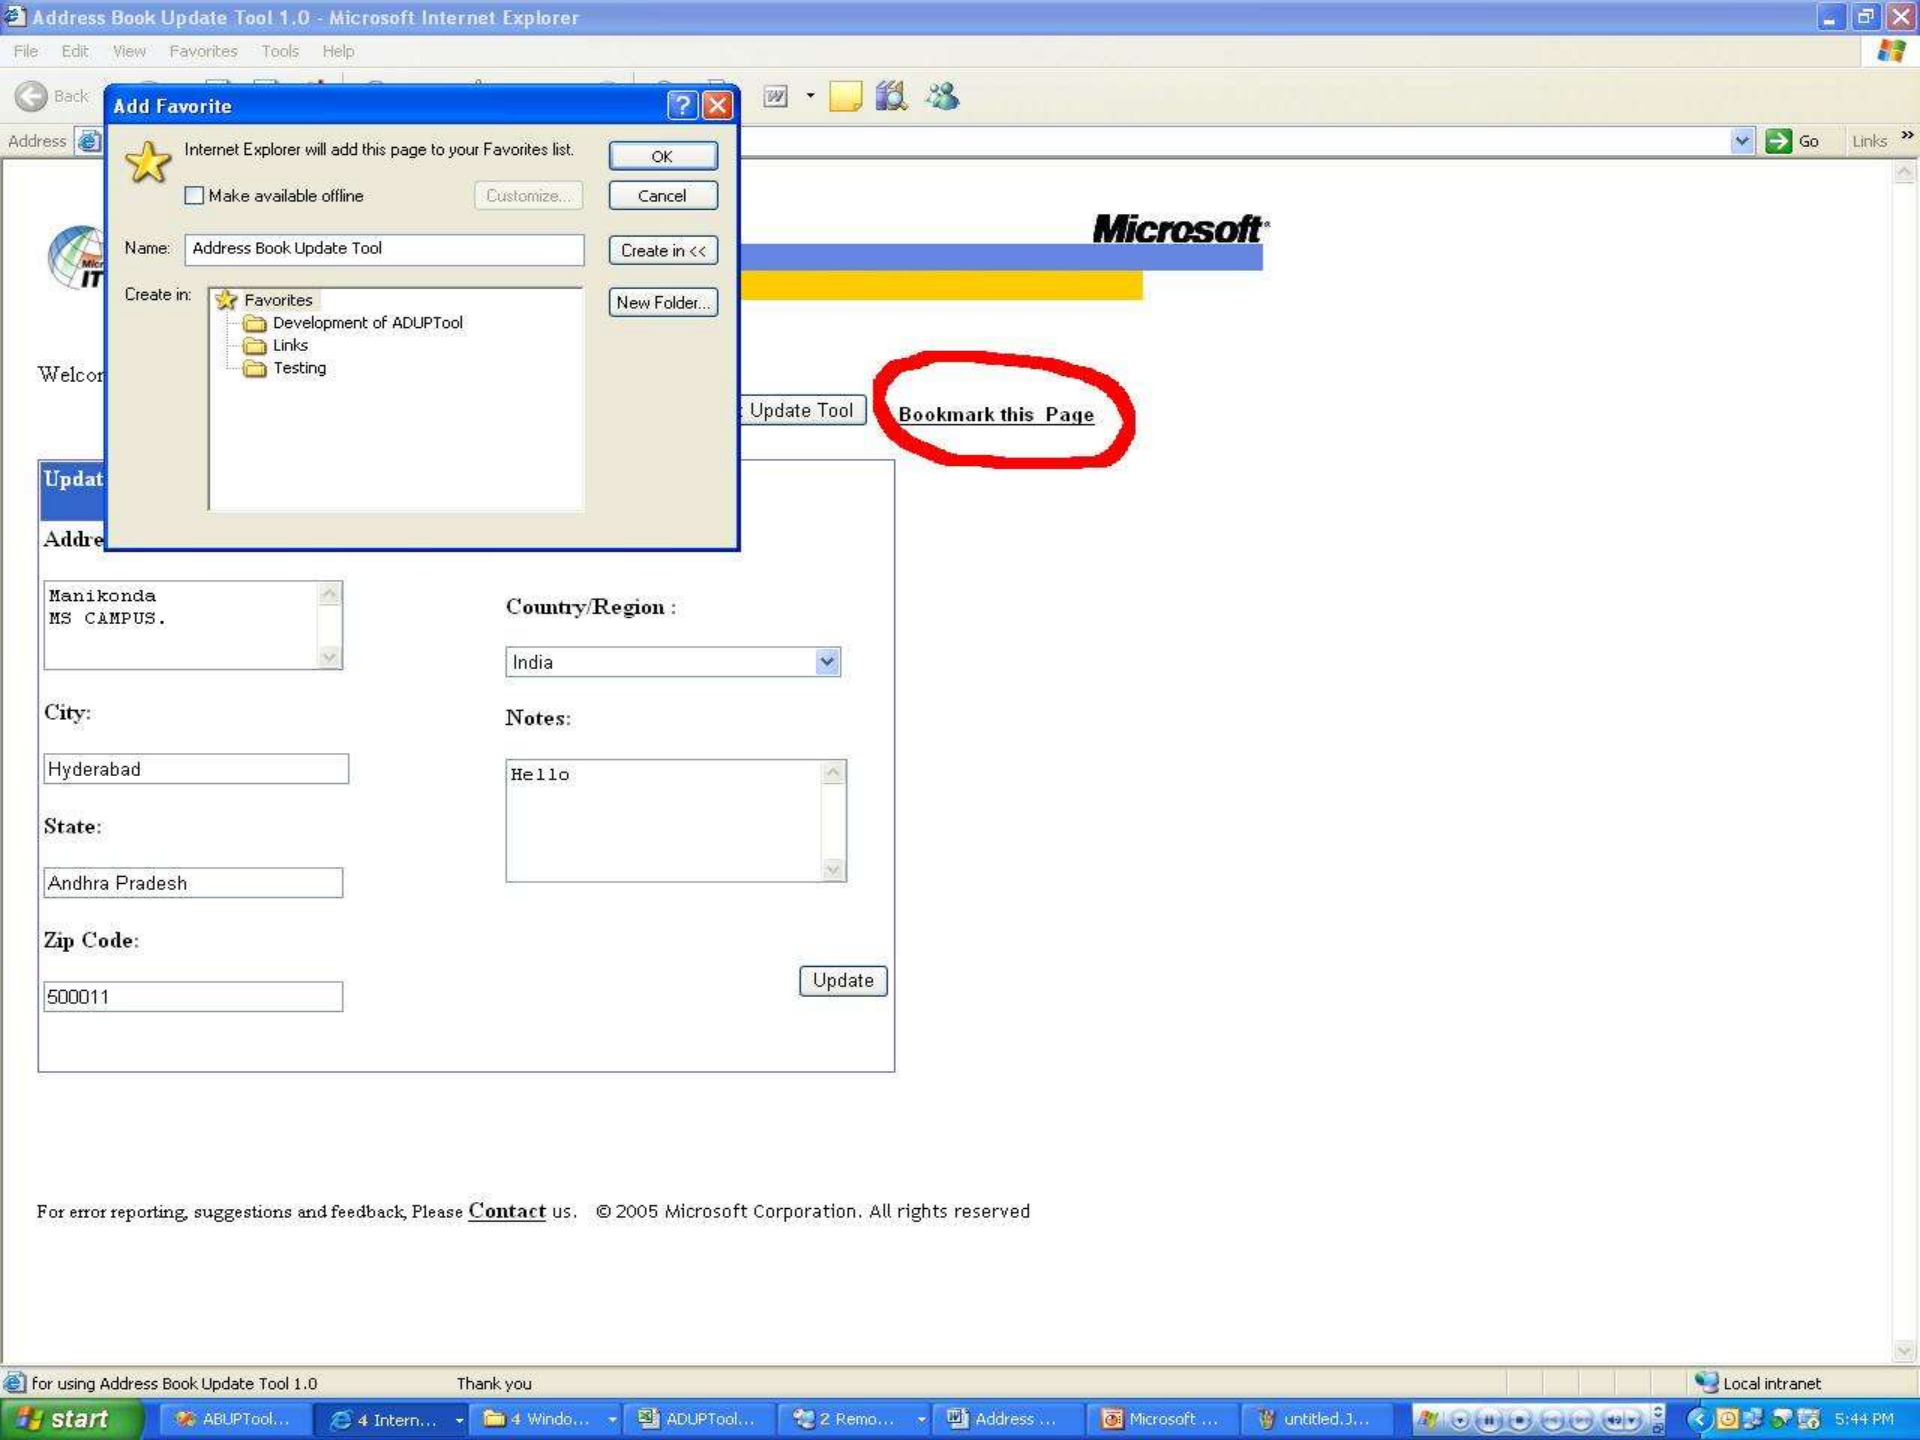 Address Book Update Tool 1.0 - Microsoft Internet Explorer
File Edit View Favorites Tools Help
Back
Add Favorite
Address
Go Links »
Internet Explorer will add this page to your Favorites list.
OK
Make available offline
Customize...
Cancel
Name: Address Book Update Tool
Create in <<
Create in:
Favorites
New Folder...
Development of ADUPTool
Links
Testing
Microsoft
IT
Update Tool
Bookmark this Page
Manikonda
MS CAMPUS.
Country/Region :
India
City:
Notes:
Hyderabad
Hello
State:
Andhra Pradesh
Zip Code:
500011
Update
For error reporting, suggestions and feedback, Please Contact us. © 2005 Microsoft Corporation. All rights reserved
for using Address Book Update Tool 1.0 Thank you
Local intranet
start
ABUPTool...
4 Intern...
4 Windo...
ADUPTool...
2 Remo...
Address ...
Microsoft ...
untitled.J...
5:44 PM